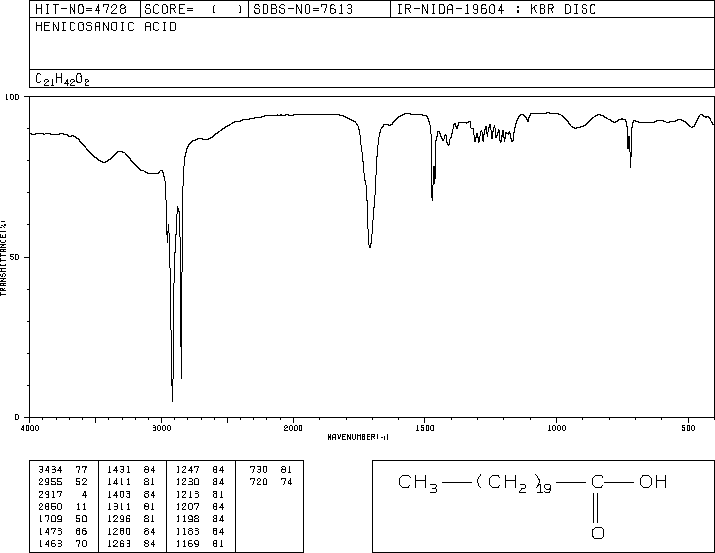 HIT-NO=4728 SCORE= ( ) SDBS-NO=7613 IR-NIDA-19604 : KBR DISC
HENICOSANOIC ACID
C21H42O2
100
50
0
TRANSMITTANCE(%)
4000 3000 2000 1500 1000 500
WAVENUMBER(-1)
3434 77 1431 84 1247 84 730 81
2955 52 1411 81 1230 84 720 74
2917 4 1403 84 1213 81
2850 11 1311 81 1207 84
1709 50 1296 81 1198 84
1473 66 1280 84 1183 84
1463 70 1263 84 1169 81
CH3 (CH2)19 C OH
O